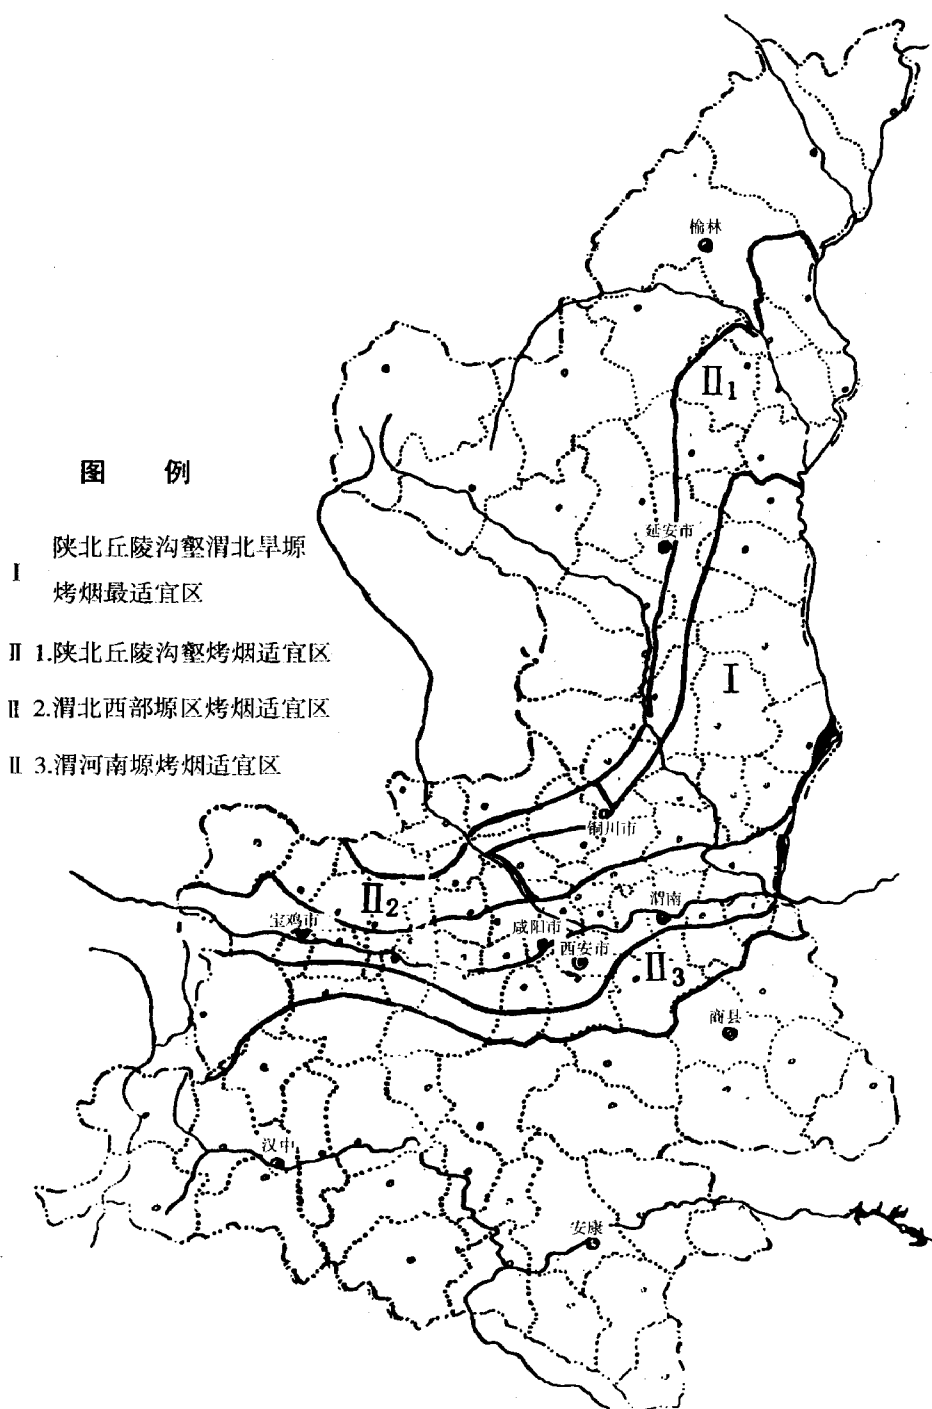 榆林
Ⅱ1
图 例
陕北丘陵沟壑渭北旱塬
Ⅰ
烤烟最适宜区
延安市
Ⅱ 1.陕北丘陵沟壑烤烟适宜区
Ⅰ
Ⅱ 2.渭北西部塬区烤烟适宜区
Ⅱ 3.渭河南塬烤烟适宜区
铜川市
Ⅱ2
渭南
宝鸡市
咸阳市
西安市
Ⅱ3
商县
汉中
安康